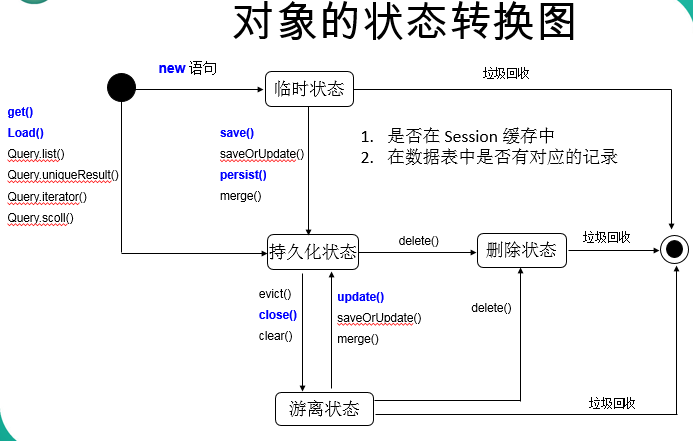 对象的状态转换图
new 语句
临时状态
垃圾回收
get()
Load()
Query.list()
Query.uniqueResult()
Query.iterator()
Query.scoll()
save()
saveOrUpdate()
persist()
merge()
1. 是否在 Session 缓存中
2. 在数据表中是否有对应的记录
持久化状态
delete()
删除状态
垃圾回收
evict()
close()
clear()
update()
saveOrUpdate()
merge()
delete()
游离状态
垃圾回收